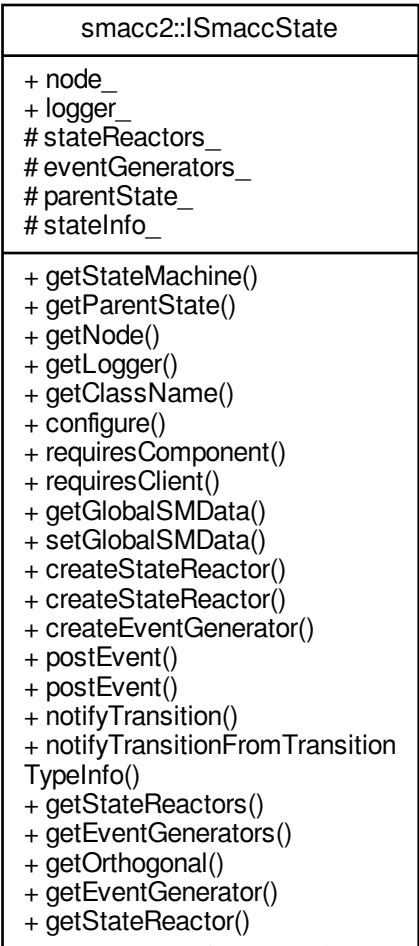 smacc2::ISmaccState
+ node_
+ logger_
# stateReactors_
# eventGenerators_
# parentState_
# stateInfo_
+ getStateMachine()
+ getParentState()
+ getNode()
+ getLogger()
+ getClassName()
+ configure()
+ requiresComponent()
+ requiresClient()
+ getGlobalSMData()
+ setGlobalSMData()
+ createStateReactor()
+ createStateReactor()
+ createEventGenerator()
+ postEvent()
+ postEvent()
+ notifyTransition()
+ notifyTransitionFromTransition
TypeInfo()
+ getStateReactors()
+ getEventGenerators()
+ getOrthogonal()
+ getEventGenerator()
+ getStateReactor()